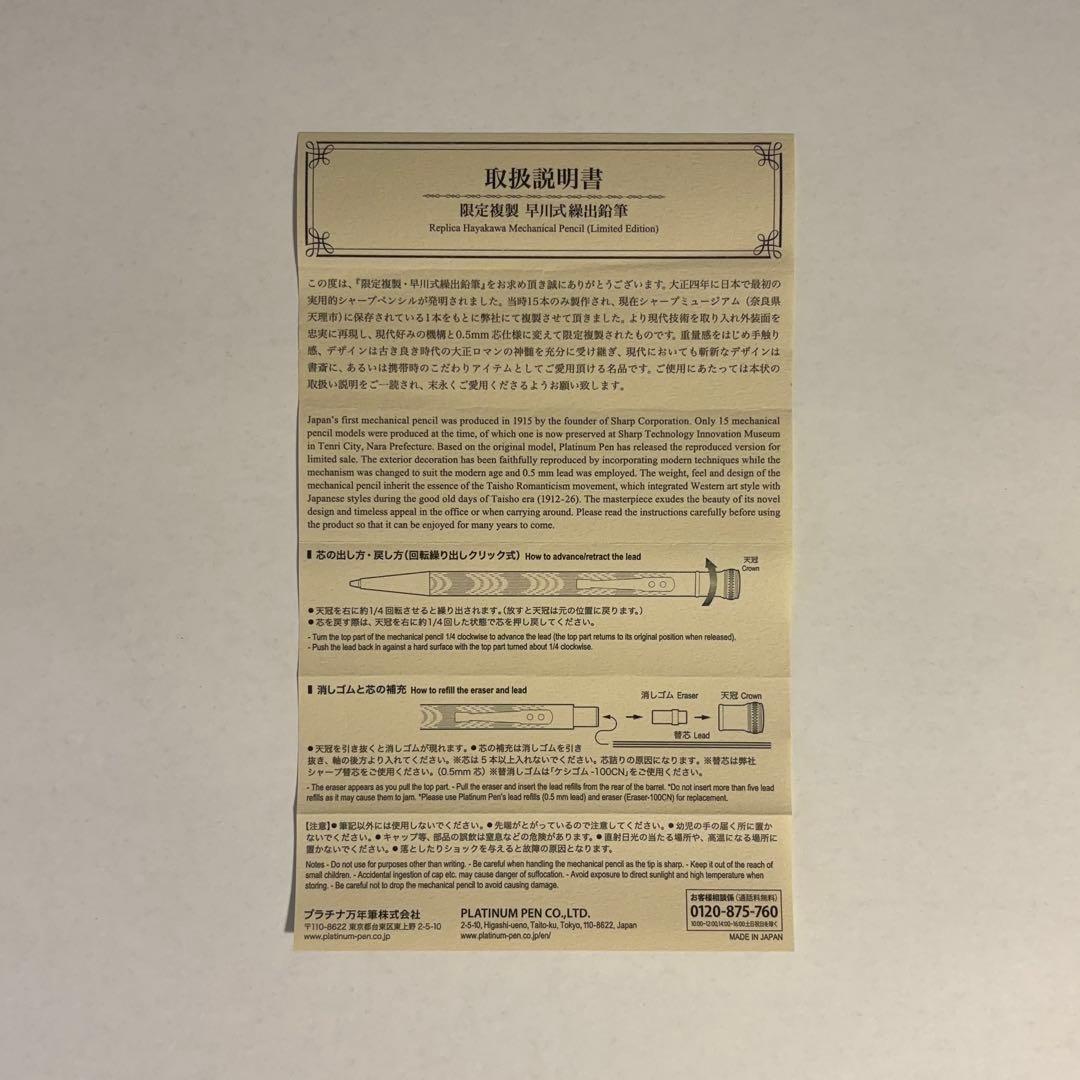 取扱説明書
限定複製 早川式繰出鉛筆
Replica Hayakawa Mechanical Pencil (Limited Edition)
この度は、『限定複製・早川式繰出鉛筆』をお求め頂き誠にありがとうございます。大正四年に日本で最初の
実用的シャープペンシルが発明されました。当時15本のみ製作され、現在シャープミュージアム（奈良県
天理市）に保存されている1本をもとに弊社にて複製させて頂きました。より現代技術を取り入れ外装面を
忠実に再現し、現代好みの機構と0.5mm 芯仕様に変えて限定複製されたものです。重量感をはじめ手触り
感、デザインは古き良き時代の大正ロマンの神髄を充分に受け継ぎ、現代においても斬新なデザインは
書斎に、あるいは携帯時のこだわりアイテムとしてご愛用頂ける名品です。ご使用にあたっては本状の
取扱い説明をご一読され、末永くご愛用くださるようお願い致します。
Japan's first mechanical pencil was produced in 1915 by the founder of Sharp Corporation. Only 15 mechanical
pencil models were produced at the time, of which one is now preserved at Sharp Technology Innovation Museum
in Tenri City, Nara Prefecture. Based on the original model, Platinum Pen has released the reproduced version for
limited sale. The exterior decoration has been faithfully reproduced by incorporating modern techniques while the
mechanism was changed to suit the modern age and 0.5 mm lead was employed. The weight, feel and design of the
mechanical pencil inherit the essence of the Taisho Romanticism movement, which integrated Western art style with
Japanese styles during the good old days of Taisho era (1912-26). The masterpiece exudes the beauty of its novel
design and timeless appeal in the office or when carrying around. Please read the instructions carefully before using
the product so that it can be enjoyed for many years to come.
芯の出し方・戻し方（回転繰り出しクリック式）How to advance/retract the lead
天冠
Crown
●天冠を右に約1/4回転させると繰り出されます。（放すと天冠は元の位置に戻ります。）
●芯を戻す際は、天冠を右に約1/4回した状態で芯を押し戻してください。
- Turn the top part of the mechanical pencil 1/4 clockwise to advance the lead (the top part returns to its original position when released).
- Push the lead back in against a hard surface with the top part turned about 1/4 clockwise.
消しゴムと芯の補充 How to refill the eraser and lead
消しゴム Eraser 天冠 Crown
替芯 Lead
●天冠を引き抜くと消しゴムが現れます。●芯の補充は消しゴムを引き
抜き、軸の後方より入れてください。※芯は5本以上入れないでください。芯詰りの原因になります。※替芯は弊社
シャープ替芯をご使用ください。（0.5mm 芯）※替消しゴムは「ケシゴム-100CN」をご使用ください。
- The eraser appears as you pull the top part. - Pull the eraser and insert the lead refills from the rear of the barrel. *Do not insert more than five lead
refills as it may cause them to jam. *Please use Platinum Pen's lead refills (0.5 mm lead) and eraser (Eraser-100CN) for replacement.
【注意】●筆記以外には使用しないでください。●先端がとがっているので注意してください。●幼児の手の届く所に置か
ないでください。●キャップ等、部品の誤飲は窒息などの危険があります。●直射日光の当たる場所や、高温になる場所に
置かないでください。●落としたりショックを与えると故障の原因となります。
Notes - Do not use for purposes other than writing. - Be careful when handling the mechanical pencil as the tip is sharp. - Keep it out of the reach of
small children. - Accidental ingestion of cap etc. may cause danger of suffocation. - Avoid exposure to direct sunlight and high temperature when
storing. - Be careful not to drop the mechanical pencil to avoid causing damage.
プラチナ万年筆株式会社
〒110-8622 東京都台東区東上野 2-5-10
www.platinum-pen.co.jp
PLATINUM PEN CO.,LTD.
2-5-10, Higashi-ueno, Taito-ku, Tokyo, 110-8622, Japan
www.platinum-pen.co.jp/en/
お客様相談係（通話料無料）
0120-875-760
10:00~12:00,14:00~16:00土日祝日を除く
MADE IN JAPAN